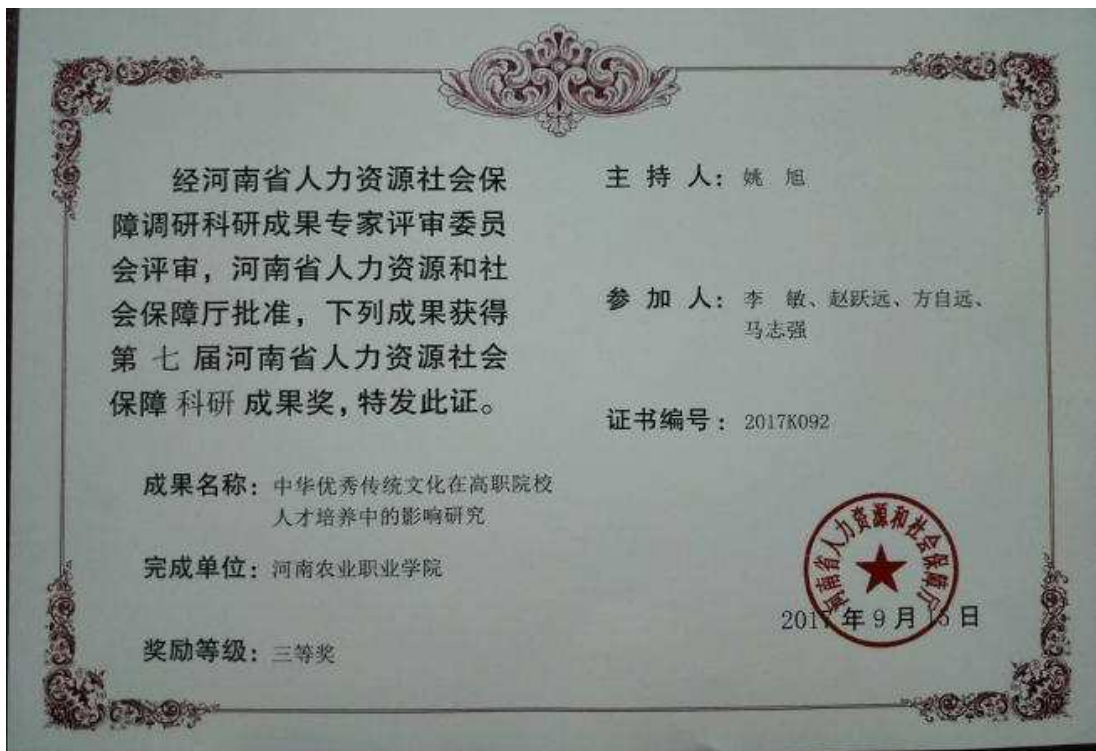 经河南省人力资源社会保
障调研科研成果专家评审委员
会评审，河南省人力资源和社
会保障厅批准，下列成果获得
第 七 届河南省人力资源社会
保障 科研 成果奖，特发此证。
成果名称：中华优秀传统文化在高职院校
人才培养中的影响研究
完成单位：河南农业职业学院
奖励等级：三等奖
主 持 人：姚 旭
参 加 人：李 敏、赵跃远、方自远、
马志强
证书编号：2017K092
河南省人力资源和社会保障厅
2017 年 9 月 15 日